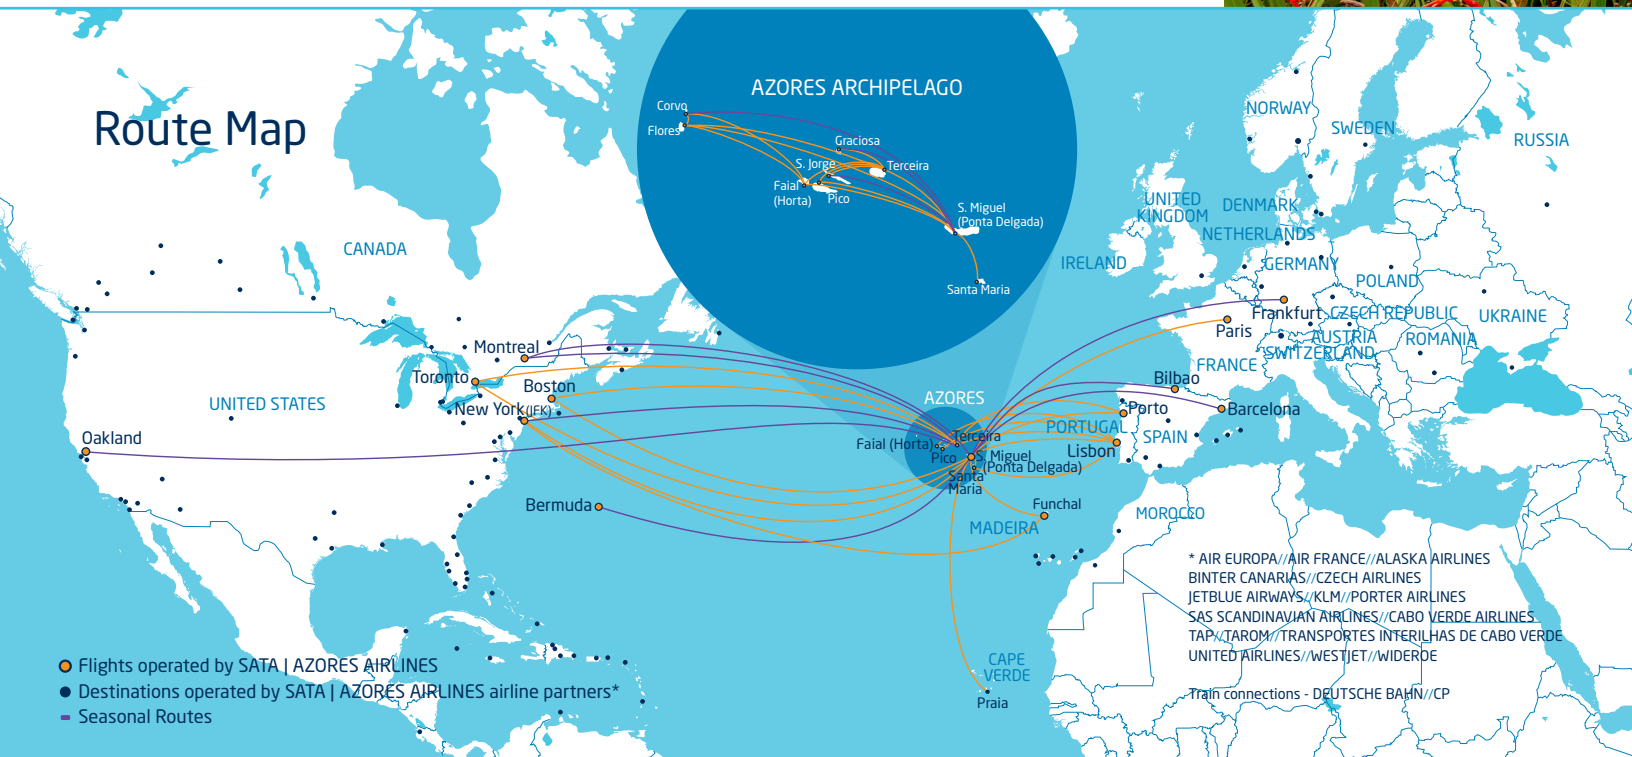 Route Map
AZORES ARCHIPELAGO
Corvo
Flores
Graciosa
S. Jorge
Terceira
Faial
(Horta)
Pico
S. Miguel
(Ponta Delgada)
Santa Maria
NORWAY
SWEDEN
RUSSIA
UNITED
KINGDOM
DENMARK
NETHERLANDS
IRELAND
GERMANY
POLAND
CANADA
Frankfurt
CZECH REPUBLIC
UKRAINE
Paris
AUSTRIA
ROMANIA
SWITZERLAND
FRANCE
Montreal
Toronto
Boston
New York (JFK)
UNITED STATES
Oakland
Bermuda
Bilbao
Barcelona
Porto
PORTUGAL
SPAIN
Lisbon
AZORES
Terceira
Faial (Horta)
Pico
S. Miguel
(Ponta Delgada)
Santa
Maria
Funchal
MADEIRA
MOROCCO
CAPE
VERDE
Praia
* AIR EUROPA//AIR FRANCE//ALASKA AIRLINES
BINTER CANARIAS//CZECH AIRLINES
JETBLUE AIRWAYS//KLM//PORTER AIRLINES
SAS SCANDINAVIAN AIRLINES//CABO VERDE AIRLINES
TAP//TAROM//TRANSPORTES INTERILHAS DE CABO VERDE
UNITED AIRLINES//WESTJET//WIDEROE
Train connections - DEUTSCHE BAHN//CP
Flights operated by SATA | AZORES AIRLINES
Destinations operated by SATA | AZORES AIRLINES airline partners*
Seasonal Routes